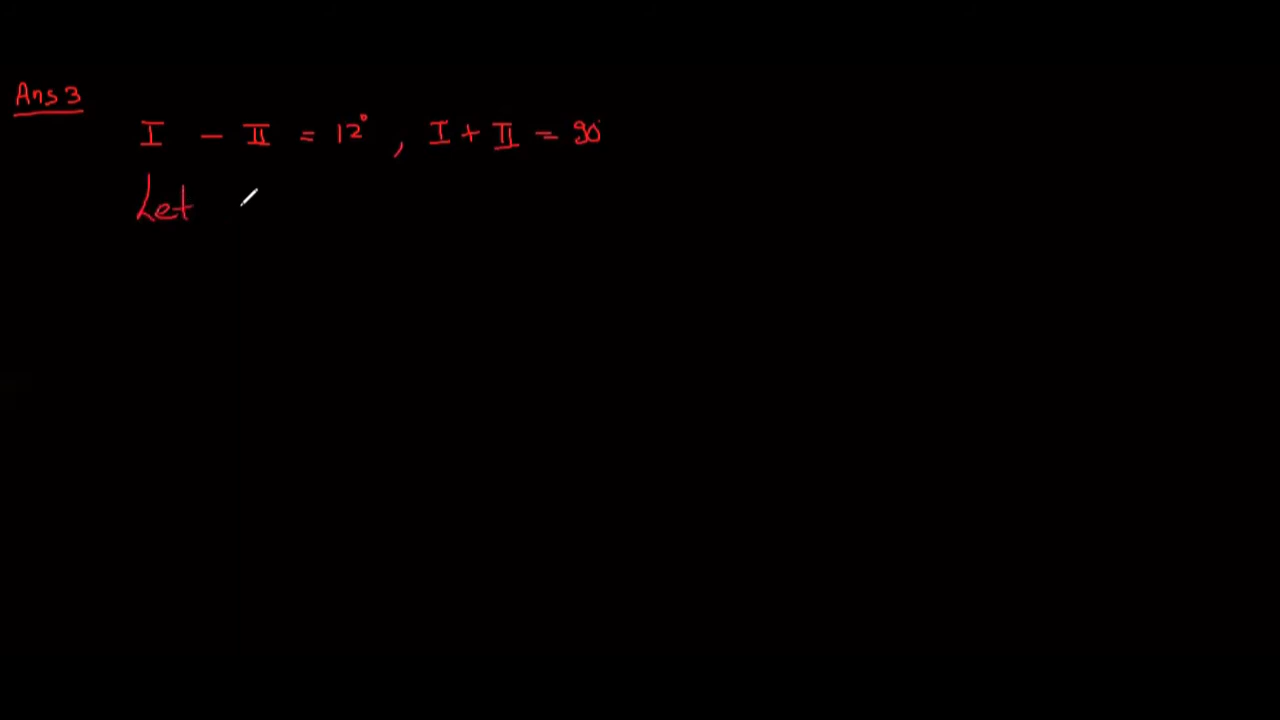 Ans 3
I - II = 12°, I + II = 90°
Let